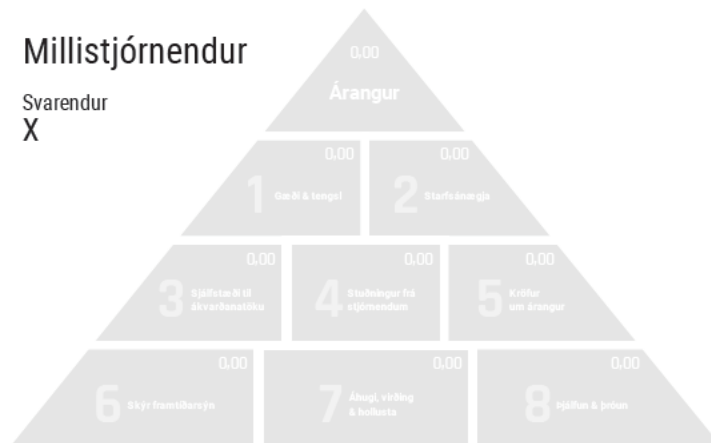 Millistjórnendur
Svarendur
X
0,00
Árangur
0,00
1 Gæði & tengsl
0,00
2 Starfsánægja
0,00
3 Sjálfstæði til
ákvarðanatöku
0,00
4 Stuðningur frá
stjórnendum
0,00
5 Kröfur
um árangur
0,00
6 Skýr framtíðarsýn
0,00
7 Áhugi, virðing
& hollusta
0,00
8 Þjálfun & þróun